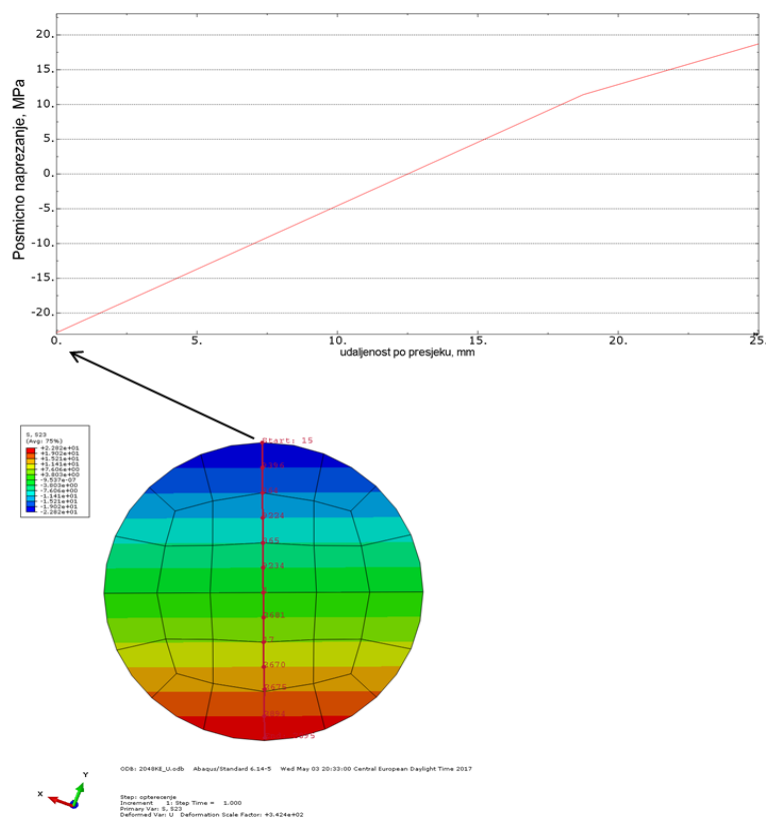 20.
15.
10.
5.
0.
-5.
-10.
-15.
-20.
Posmicno naprezanje, MPa
0. 5. 10. 15. 20. 25.
udaljenost po presjeku, mm
S, S23
(Avg: 75%)
+2.282e+01
+1.902e+01
+1.521e+01
+1.141e+01
+7.606e+00
+3.803e+00
-9.537e-07
-3.803e+00
-7.606e+00
-1.141e+01
-1.521e+01
-1.902e+01
-2.282e+01
Start: 15
17
2670
2675
ODB: 2048KE_U.odb Abaqus/Standard 6.14-5 Wed May 03 20:33:00 Central European Daylight Time 2017
Y
X
Step: opterecenje
Increment 1: Step Time = 1.000
Primary Var: S, S23
Deformed Var: U Deformation Scale Factor: +3.424e+02